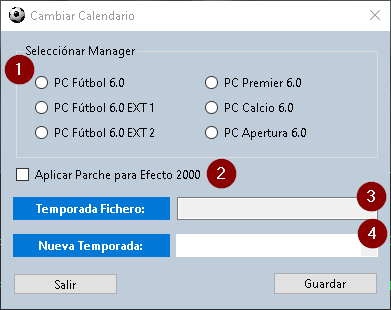 Cambiar Calendario
Selecciónar Manager
1
PC Fútbol 6.0
PC Premier 6.0
PC Fútbol 6.0 EXT 1
PC Calcio 6.0
PC Fútbol 6.0 EXT 2
PC Apertura 6.0
Aplicar Parche para Efecto 2000
2
Temporada Fichero:
3
Nueva Temporada:
4
Salir
Guardar